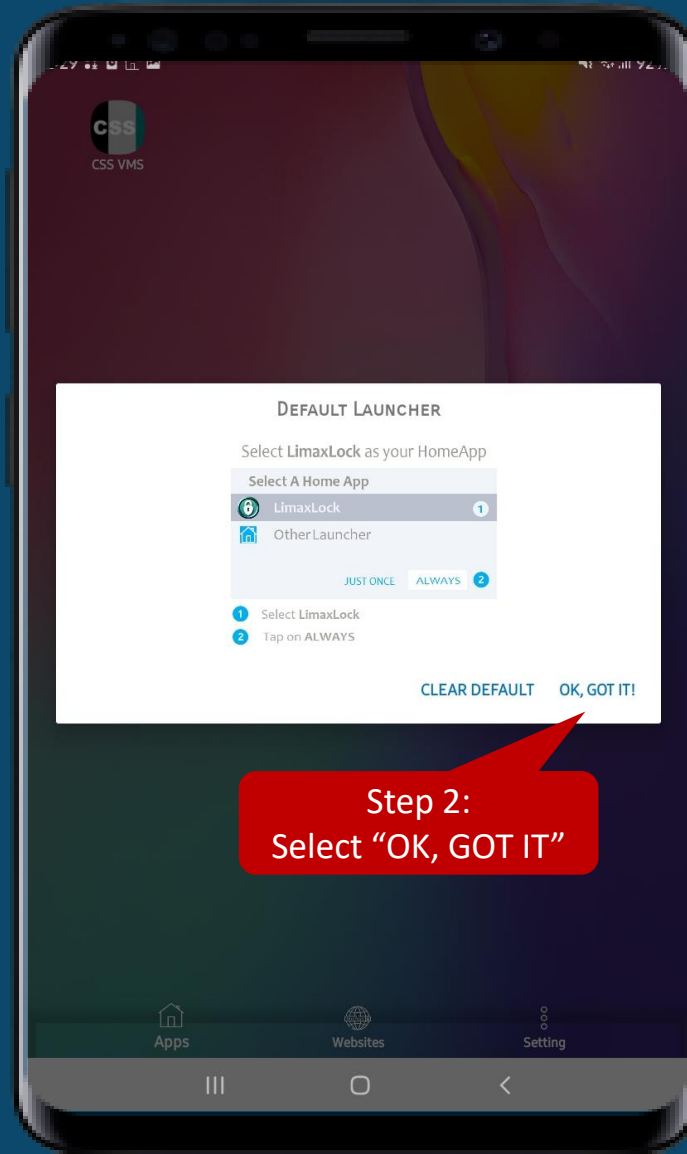 CSS
CSS VMS
DEFAULT LAUNCHER
Select LimaxLock as your HomeApp
Select A Home App
LimaxLock 1
Other Launcher
JUST ONCE ALWAYS 2
1 Select LimaxLock
2 Tap on ALWAYS
CLEAR DEFAULT OK, GOT IT!
Step 2:
Select “OK, GOT IT”
Apps Websites Setting